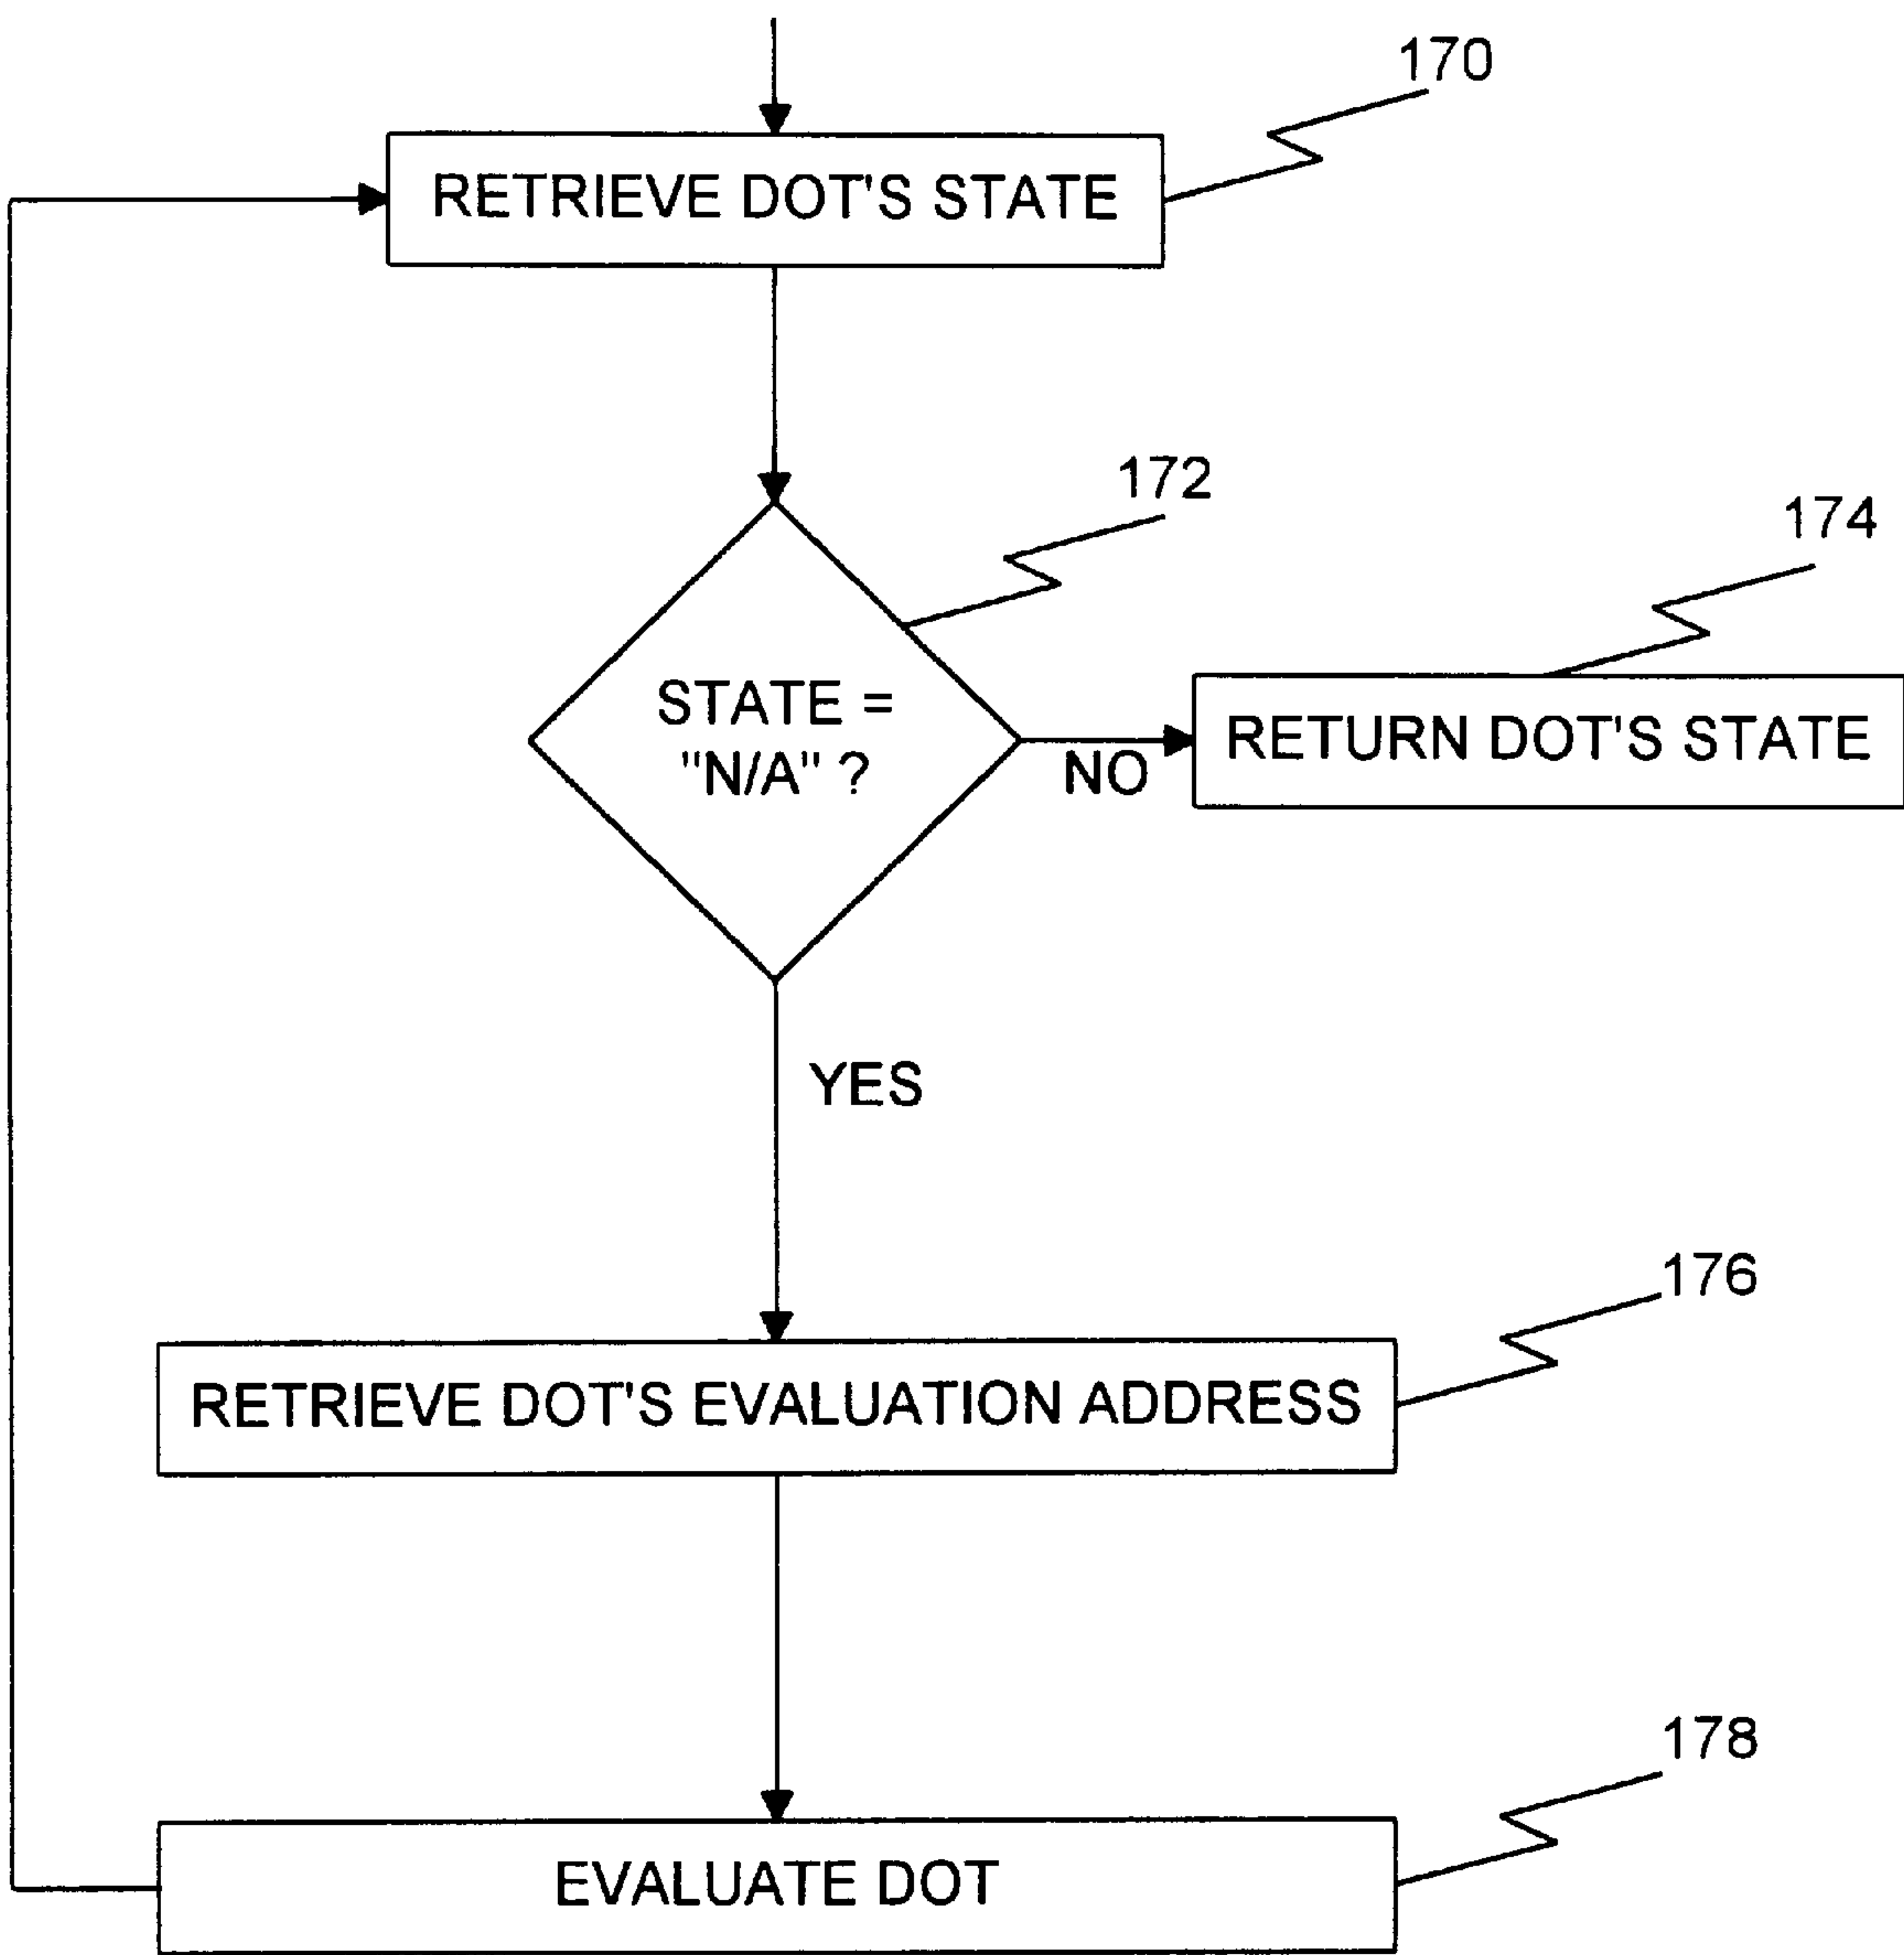 170
RETRIEVE DOT'S STATE
172
174
STATE =
"N/A" ?
NO
RETURN DOT'S STATE
YES
176
RETRIEVE DOT'S EVALUATION ADDRESS
178
EVALUATE DOT